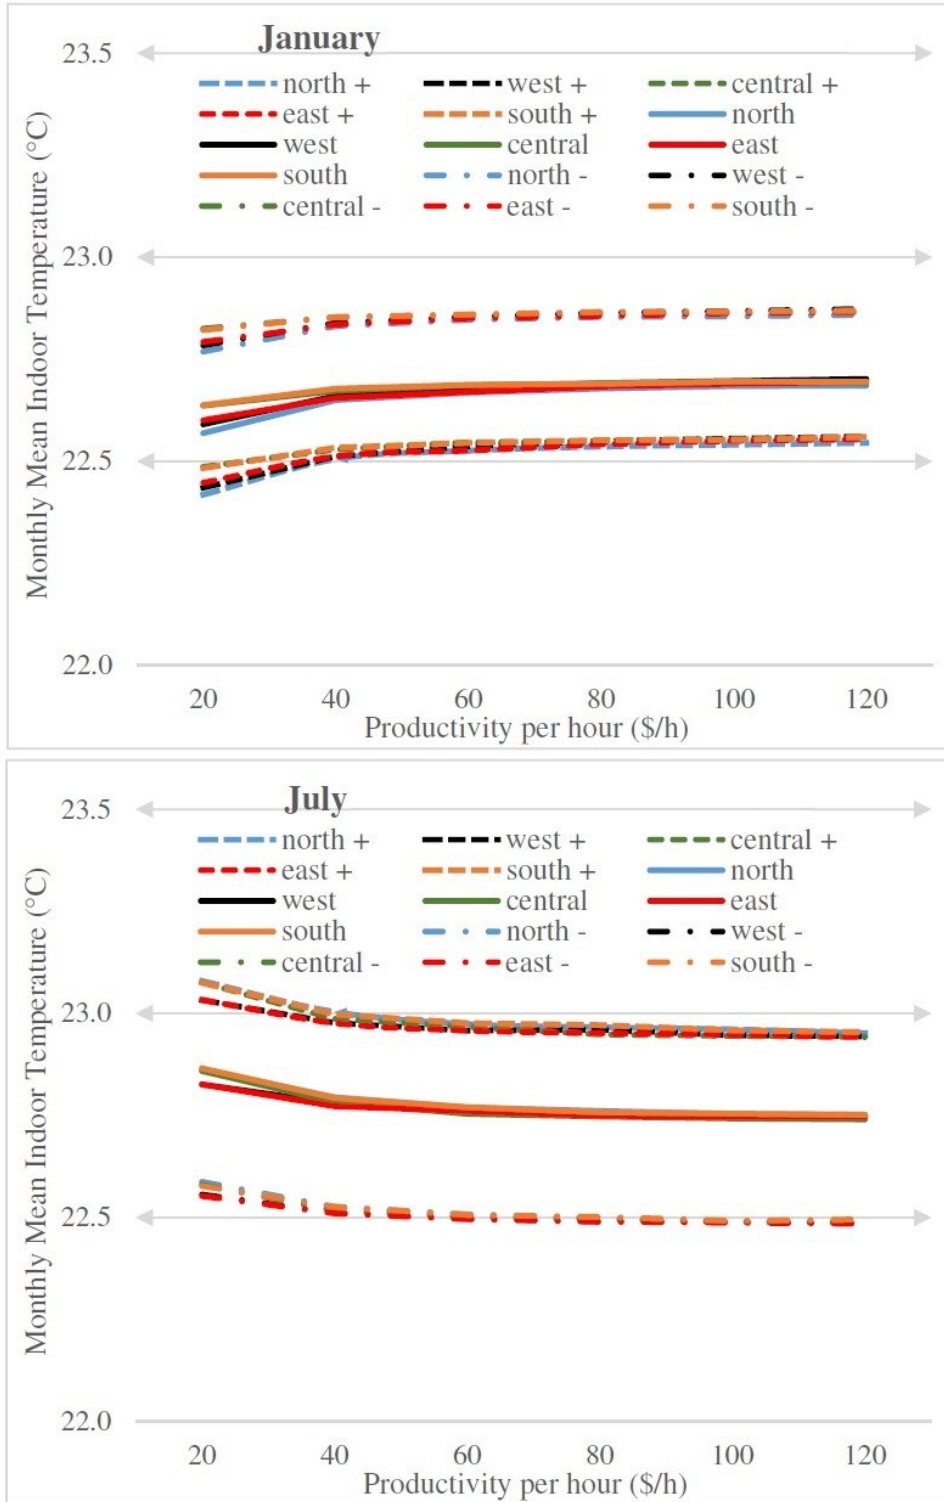 January
23.5
north +
west +
central +
east +
south +
north
west
central
east
south
north -
west -
central -
east -
south -
23.0
22.5
22.0
Monthly Mean Indoor Temperature (°C)
20 40 60 80 100 120
Productivity per hour ($/h)
July
23.5
north +
west +
central +
east +
south +
north
west
central
east
south
north -
west -
central -
east -
south -
23.0
22.5
22.0
Monthly Mean Indoor Temperature (°C)
20 40 60 80 100 120
Productivity per hour ($/h)